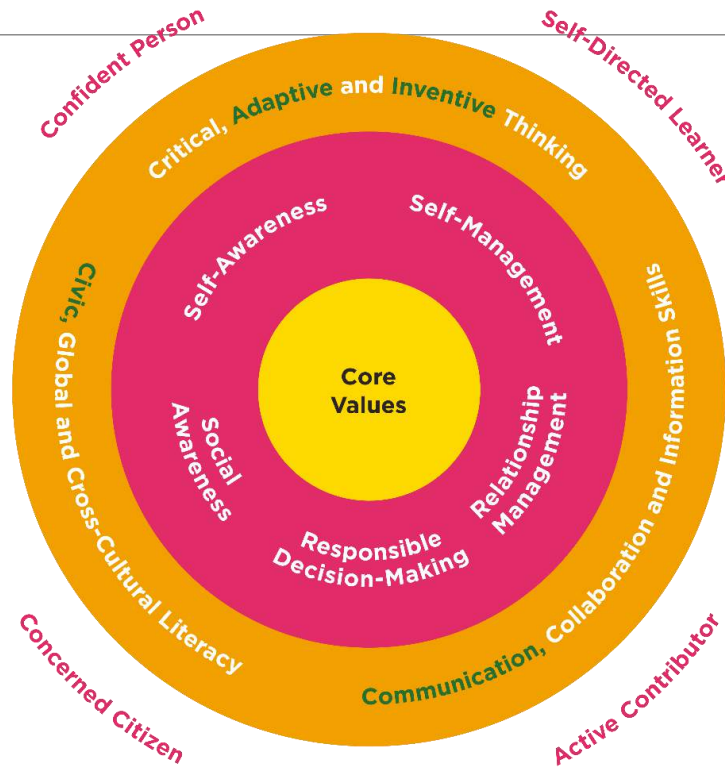 Confident Person
Self-Directed Learner
Critical, Adaptive and Inventive Thinking
Self-Awareness
Self-Management
Civic, Global and Cross-Cultural Literacy
Collaboration and Information Skills
Core
Values
Social
Awareness
Relationship
Management
Responsible
Decision-Making
Communication,
Concerned Citizen
Active Contributor